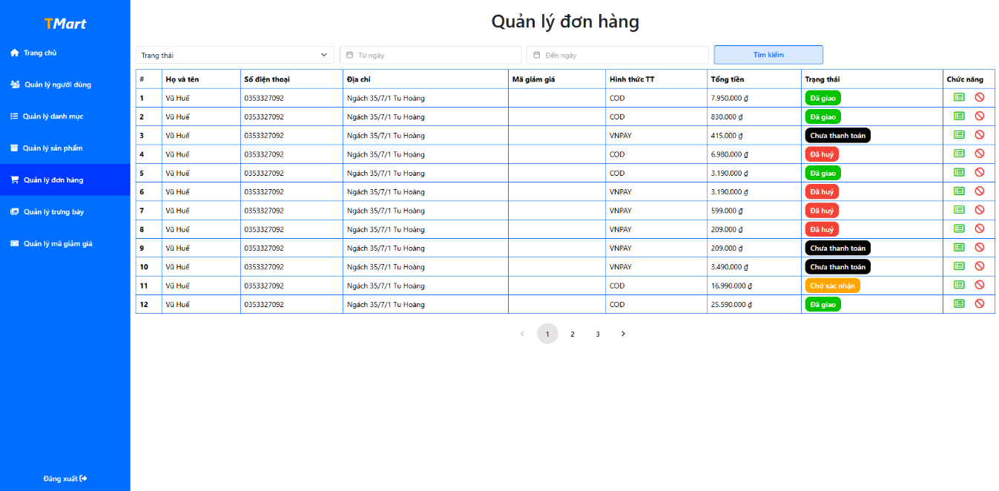 TMart
Trang chủ
Quản lý người dùng
Quản lý danh mục
Quản lý sản phẩm
Quản lý đơn hàng
Quản lý trưng bày
Quản lý mã giảm giá
Đăng xuất
Quản lý đơn hàng
Trạng thái Từ ngày Đến ngày Tìm kiếm
# Họ và tên Số điện thoại Địa chỉ Mã giảm giá Hình thức TT Tổng tiền Trạng thái Chức năng
1 Vũ Huế 0353327092 Ngách 35/7/1 Tu Hoàng COD 7.950.000 ₫ Đã giao
2 Vũ Huế 0353327092 Ngách 35/7/1 Tu Hoàng COD 830.000 ₫ Đã giao
3 Vũ Huế 0353327092 Ngách 35/7/1 Tu Hoàng VNPAY 415.000 ₫ Chưa thanh toán
4 Vũ Huế 0353327092 Ngách 35/7/1 Tu Hoàng COD 6.980.000 ₫ Đã huỷ
5 Vũ Huế 0353327092 Ngách 35/7/1 Tu Hoàng COD 3.190.000 ₫ Đã giao
6 Vũ Huế 0353327092 Ngách 35/7/1 Tu Hoàng VNPAY 3.190.000 ₫ Đã huỷ
7 Vũ Huế 0353327092 Ngách 35/7/1 Tu Hoàng VNPAY 599.000 ₫ Đã huỷ
8 Vũ Huế 0353327092 Ngách 35/7/1 Tu Hoàng VNPAY 209.000 ₫ Đã huỷ
9 Vũ Huế 0353327092 Ngách 35/7/1 Tu Hoàng VNPAY 209.000 ₫ Chưa thanh toán
10 Vũ Huế 0353327092 Ngách 35/7/1 Tu Hoàng VNPAY 3.490.000 ₫ Chưa thanh toán
11 Vũ Huế 0353327092 Ngách 35/7/1 Tu Hoàng COD 16.990.000 ₫ Chờ xác nhận
12 Vũ Huế 0353327092 Ngách 35/7/1 Tu Hoàng COD 25.590.000 ₫ Đã giao
1 2 3